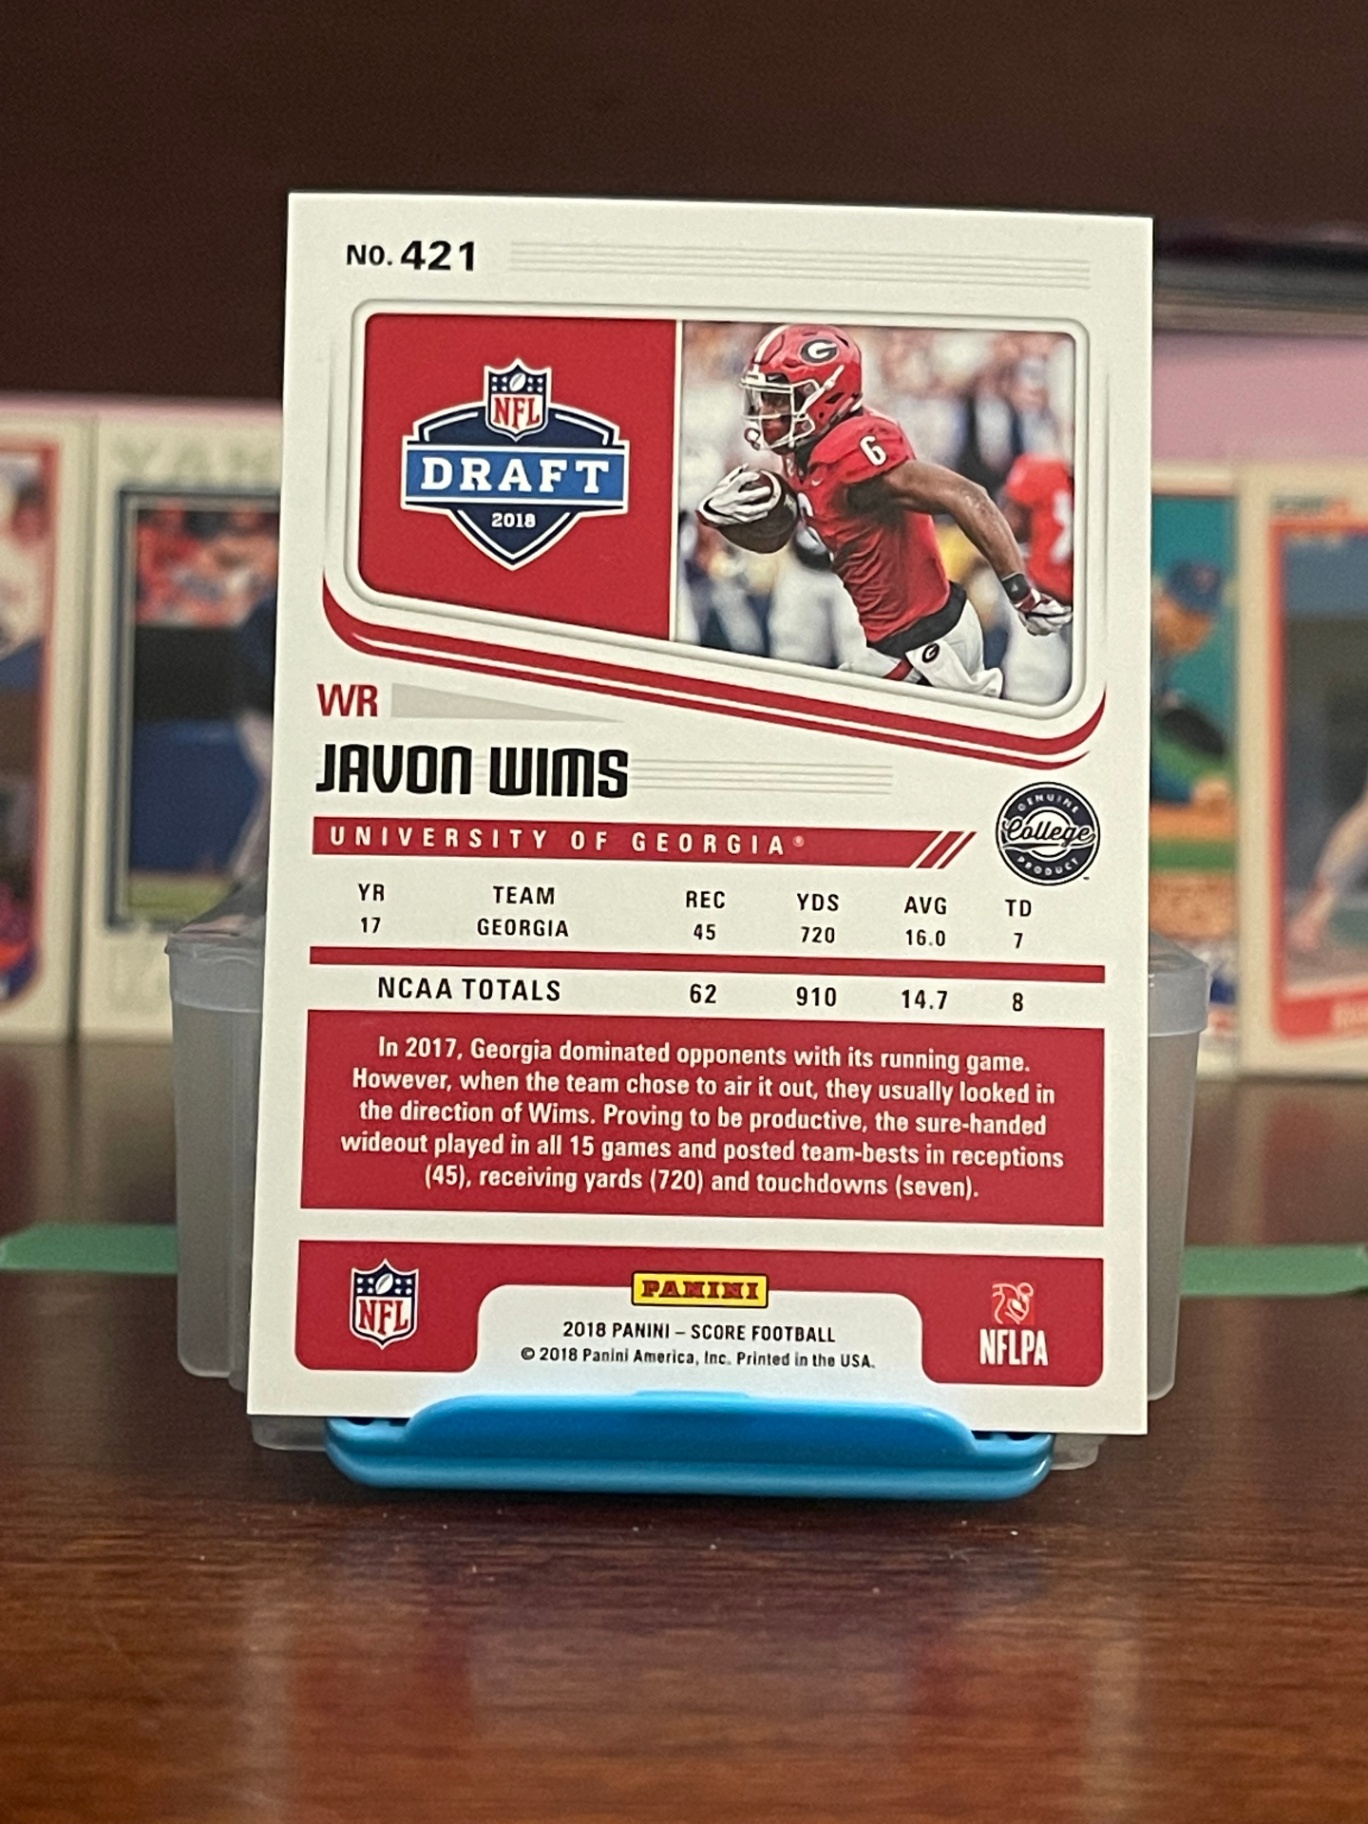 NO. 421
NFL
DRAFT
2018
G
6
G
WR
JAVON WIMS
UNIVERSITY OF GEORGIA®
GENUINE
College
PRODUCT
YR TEAM REC YDS AVG TD
17 GEORGIA 45 720 16.0 7
NCAA TOTALS 62 910 14.7 8
In 2017, Georgia dominated opponents with its running game.
However, when the team chose to air it out, they usually looked in
the direction of Wims. Proving to be productive, the sure-handed
wideout played in all 15 games and posted team-bests in receptions
(45), receiving yards (720) and touchdowns (seven).
NFL
PANINI
2018 PANINI – SCORE FOOTBALL
© 2018 Panini America, Inc. Printed in the USA.
NFLPA